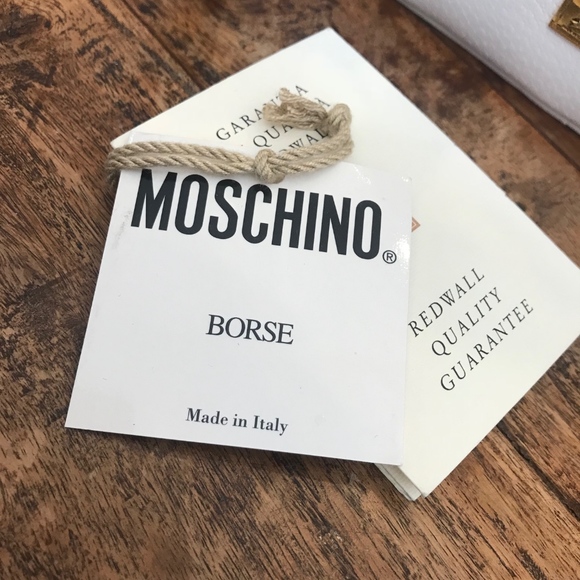 MOSCHINO®
BORSE
Made in Italy
REDWALL
QUALITY
GUARANTEE